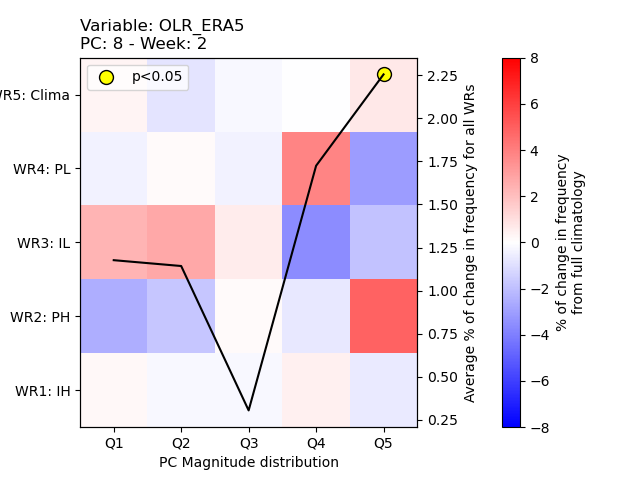 Variable: OLR_ERA5
PC: 8 - Week: 2
p<0.05
WR5: Clima
WR4: PL
WR3: IL
WR2: PH
WR1: IH
Q1 Q2 Q3 Q4 Q5
PC Magnitude distribution
2.25
2.00
1.75
1.50
1.25
1.00
0.75
0.50
0.25
Average % of change in frequency for all WRs
8
6
4
2
0
−2
−4
−6
−8
% of change in frequency
from full climatology